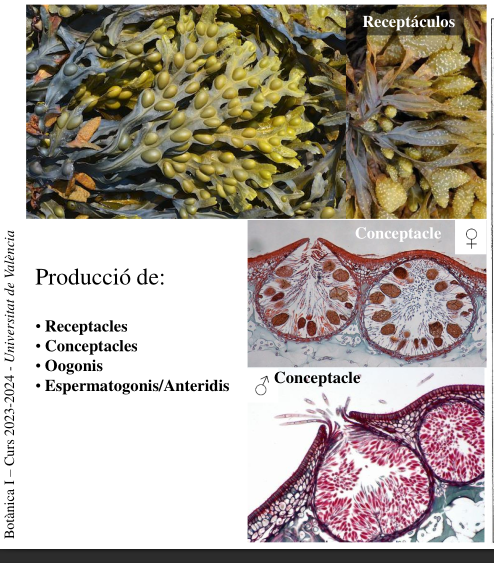 Receptáculos
Conceptacle
♀
Producció de:
• Receptacles
• Conceptacles
• Oogonis
• Espermatogonis/Anteridis
♂ Conceptacle
Botànica I – Curs 2023-2024 - Universitat de València